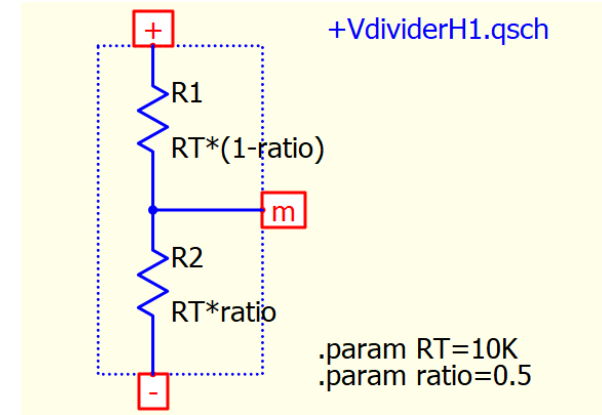 +
+VdividerH1.qsch
R1
RT*(1-ratio)
m
R2
RT*ratio
.param RT=10K
.param ratio=0.5
-